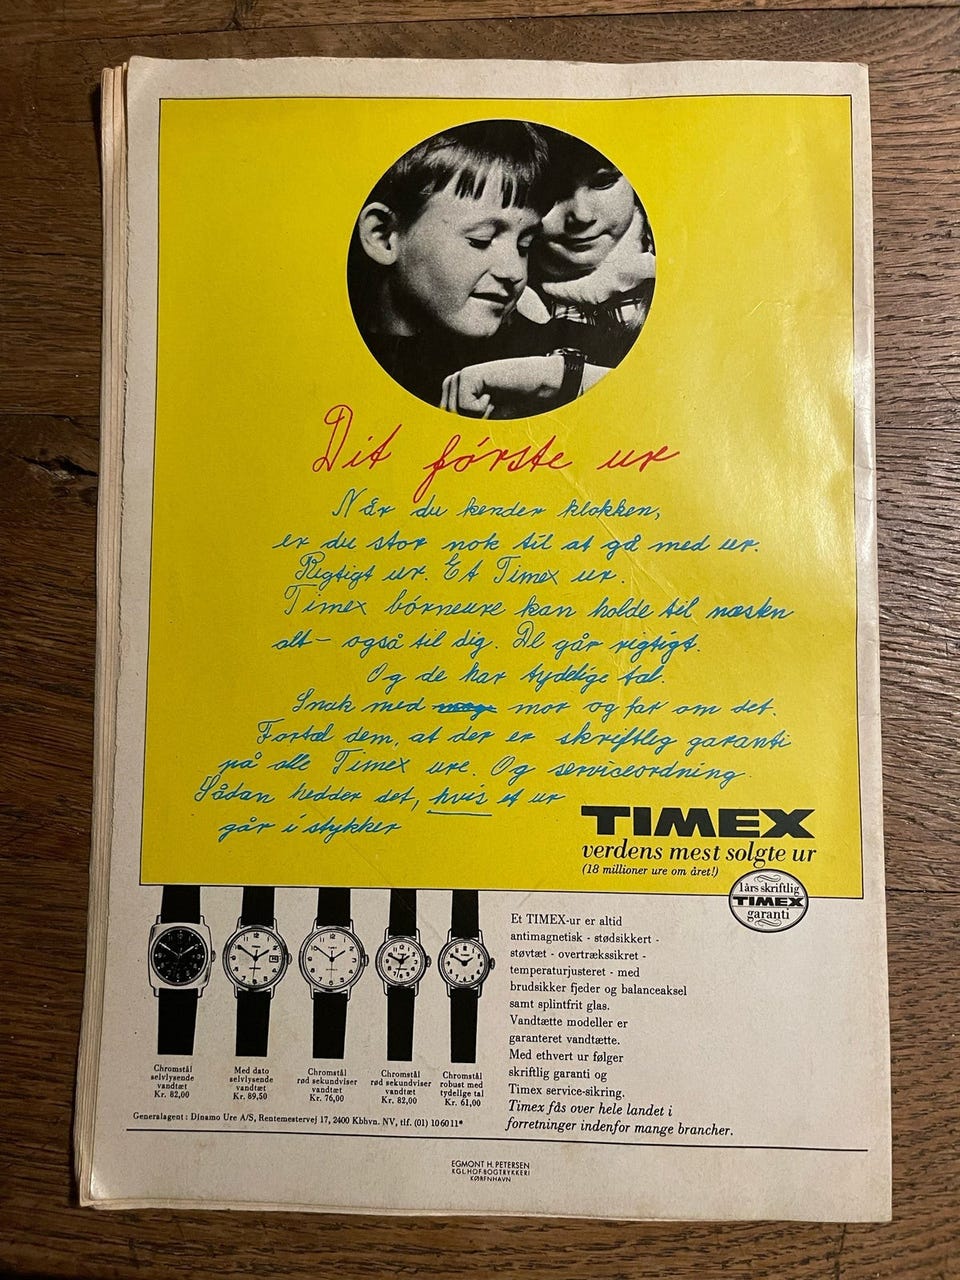 Dit første ur
Når du kender klokken,
er du stor nok til at gå med ur.
Rigtigt ur. Et Timex ur.
Timex børneure kan holde til næsten
alt – også til dig. De går rigtigt.
Og de har tydelige tal.
Snak med mor og far om det.
Fortæl dem, at der er skriftlig garanti
på alle Timex ure. Og serviceordning.
Sådan hedder det, hvis et ur
går i stykker
TIMEX
verdens mest solgte ur
(18 millioner ure om året!)
1 års skriftlig
TIMEX
garanti
Et TIMEX-ur er altid
antimagnetisk - stødsikkert -
støvtæt - overtrækssikret -
temperaturjusteret - med
brudsikker fjeder og balanceaksel
samt splintfrit glas.
Vandtætte modeller er
garanteret vandtætte.
Med ethvert ur følger
skriftlig garanti og
Timex service-sikring.
Timex fås over hele landet i
forretninger indenfor mange brancher.
Chromstål
selvlysende
vandtæt
Kr. 82,00
Med dato
selvlysende
vandtæt
Kr. 89,50
Chromstål
rød sekundviser
vandtæt
Kr. 76,00
Chromstål
rød sekundviser
vandtæt
Kr. 82,00
Chromstål
robust med
tydelige tal
Kr. 61,00
Generalagent: Dinamo Ure A/S, Rentemestervej 17, 2400 Kbhvn. NV, tlf. (01) 106011*
EGMONT H. PETERSEN
KGL.HOF-BOGTRYKKERI
KØBENHAVN